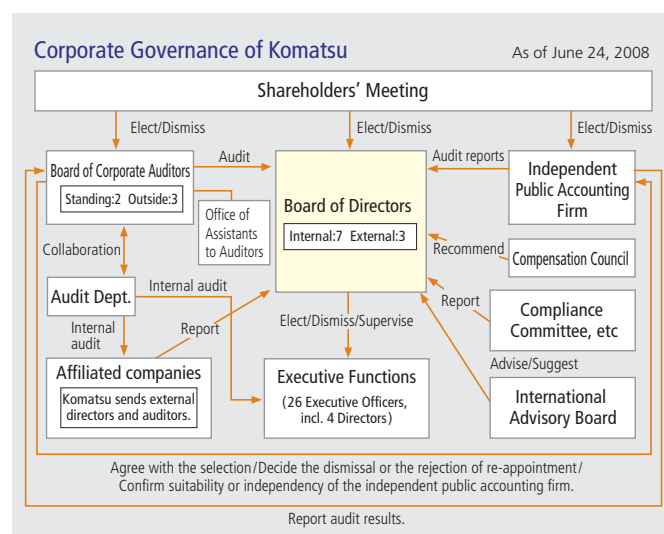 Corporate Governance of Komatsu
As of June 24, 2008
Shareholders' Meeting
Elect/Dismiss
Elect/Dismiss
Elect/Dismiss
Board of Corporate Auditors
Standing:2 Outside:3
Audit
Office of
Assistants
to Auditors
Board of Directors
Internal:7 External:3
Audit reports
Independent
Public Accounting
Firm
Collaboration
Recommend
Compensation Council
Audit Dept.
Internal audit
Internal
audit
Report
Elect/Dismiss/Supervise
Report
Compliance
Committee, etc
Affiliated companies
Komatsu sends external
directors and auditors.
Executive Functions
(26 Executive Officers,
incl. 4 Directors)
Advise/Suggest
International
Advisory Board
Agree with the selection/Decide the dismissal or the rejection of re-appointment/
Confirm suitability or independency of the independent public accounting firm.
Report audit results.